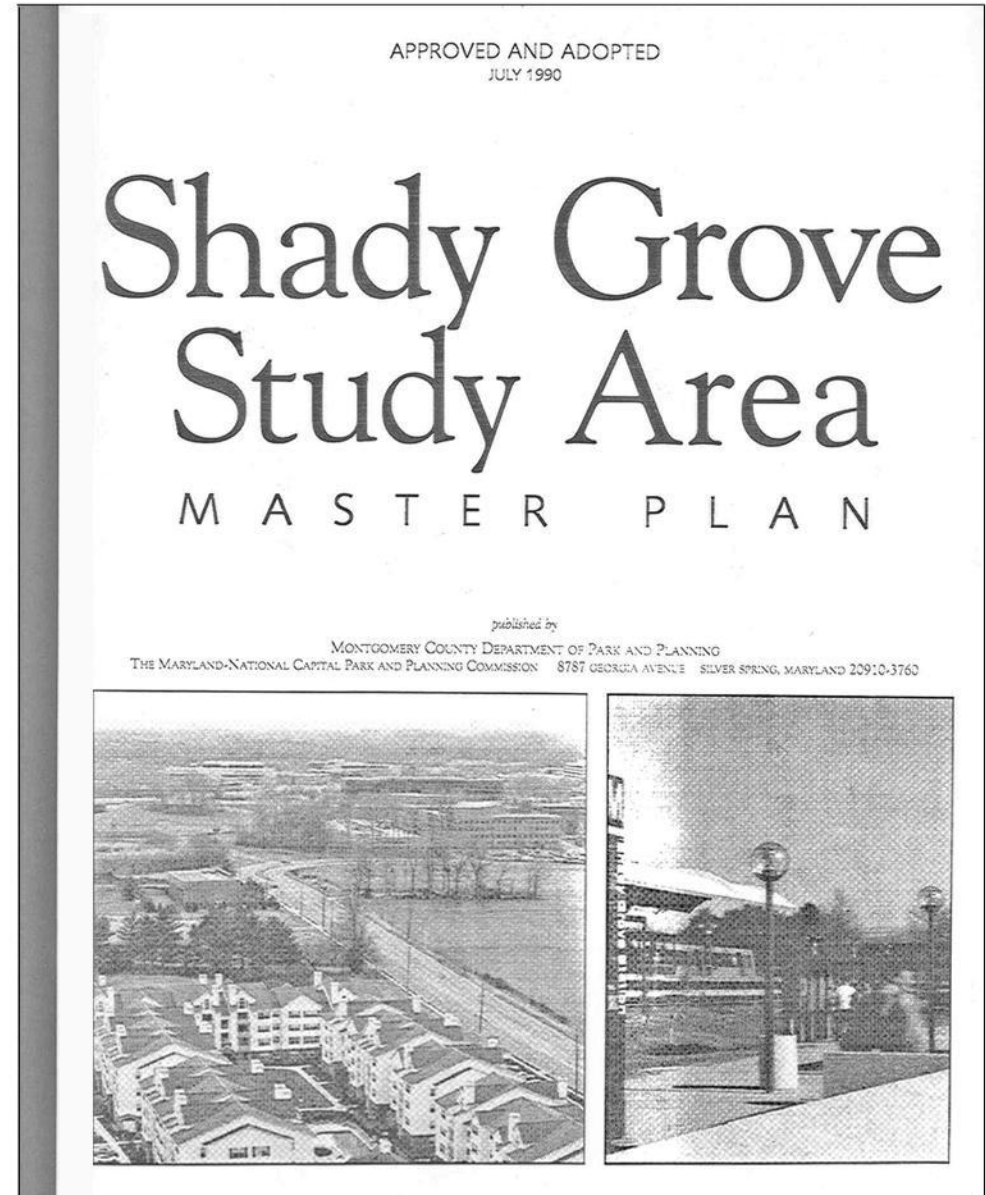 APPROVED AND ADOPTED
JULY 1990
Shady Grove
Study Area
MASTER PLAN
published by
MONTGOMERY COUNTY DEPARTMENT OF PARK AND PLANNING
THE MARYLAND-NATIONAL CAPITAL PARK AND PLANNING COMMISSION 8787 GEORGIA AVENUE SILVER SPRING, MARYLAND 20910-3760